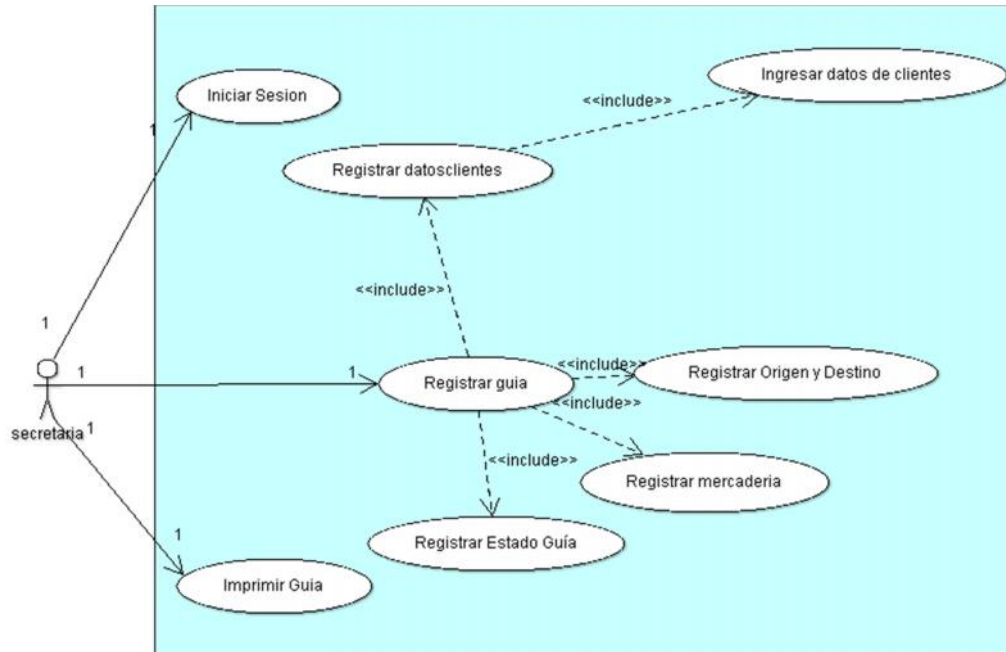 Ingresar datos de clientes
Iniciar Sesion
<<include>>
1
Registrar datosclientes
<<include>>
1
1
1
Registrar guia
<<include>>
Registrar Origen y Destino
<<include>>
secretaria
1
<<include>>
Registrar mercaderia
1
Registrar Estado Guía
Imprimir Guia